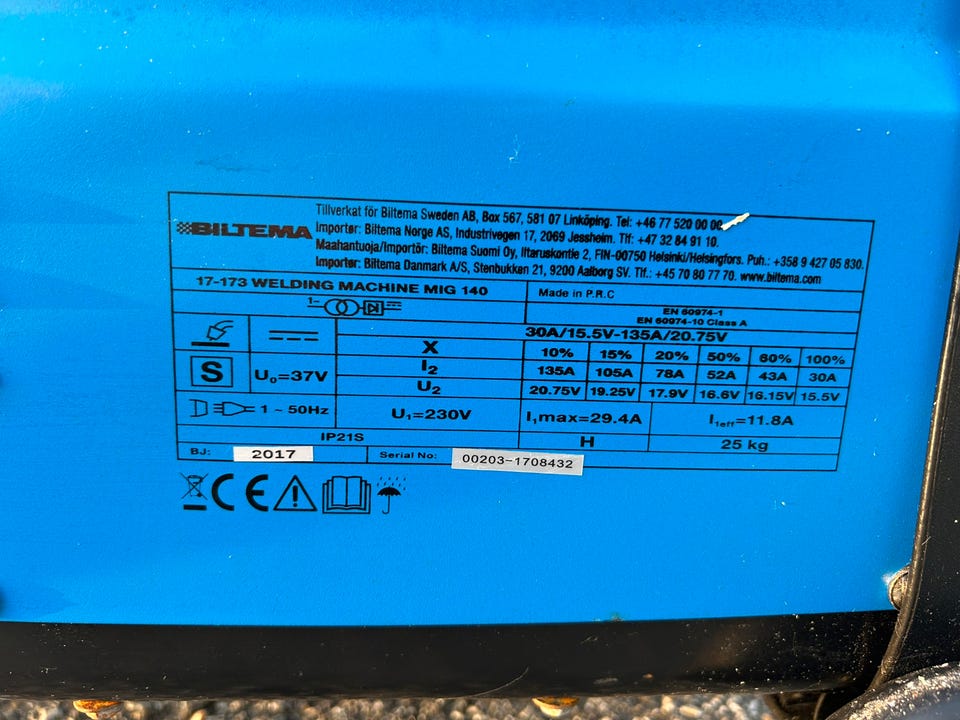 BILTEMA
Tillverkat för Biltema Sweden AB, Box 567, 581 07 Linköping. Tel: +46 77 520 00 00
Importør: Biltema Norge AS, Industrivegen 17, 2069 Jessheim. Tlf: +47 32 84 91 10.
Maahantuoja/Importör: Biltema Suomi Oy, Iltaruskontie 2, FIN-00750 Helsinki/Helsingfors. Puh.: +358 9 427 05 830.
Importør: Biltema Danmark A/S, Stenbukken 21, 9200 Aalborg SV. Tlf.: +45 70 80 77 70. www.biltema.com
17-173 WELDING MACHINE MIG 140
Made in P.R.C
1~
EN 60974-1
EN 60974-10 Class A
30A/15.5V-135A/20.75V
X 10% 15% 20% 50% 60% 100%
S U₀=37V
I₂ 135A 105A 78A 52A 43A 30A
U₂ 20.75V 19.25V 17.9V 16.6V 16.15V 15.5V
1 ~ 50Hz U₁=230V I₁max=29.4A I₁eff=11.8A
IP21S H 25 kg
BJ: 2017 Serial No: 00203-1708432
CE